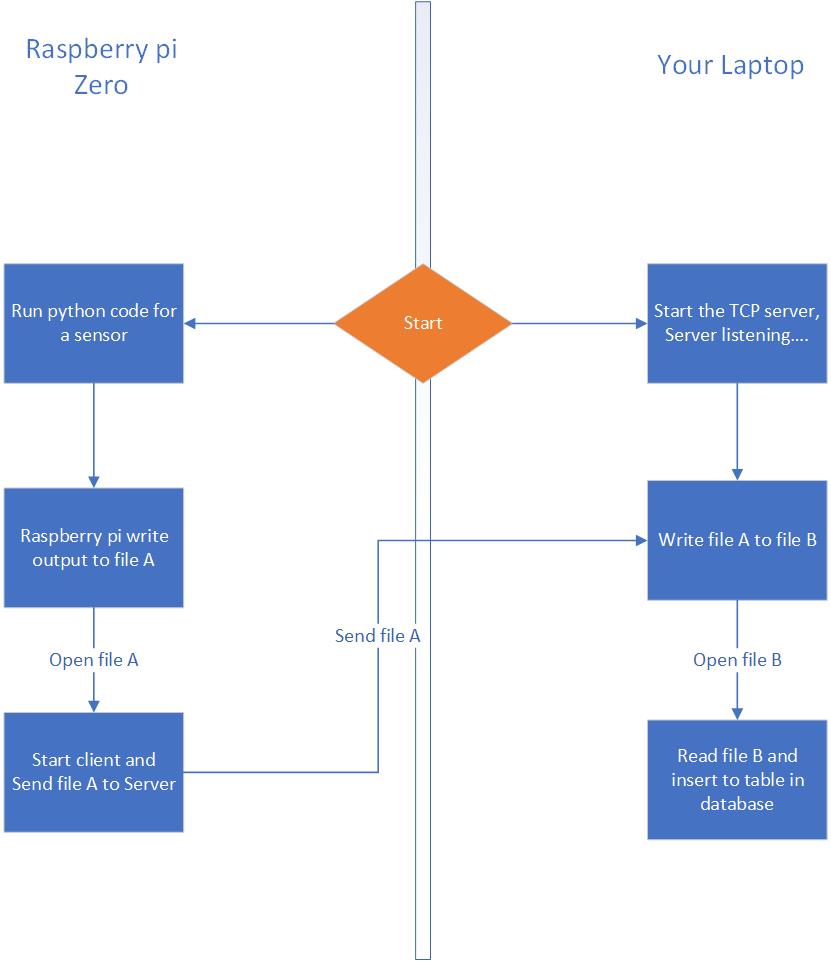 Raspberry pi
Zero
Your Laptop
Run python code for
a sensor
Start
Start the TCP server,
Server listening....
Raspberry pi write
output to file A
Write file A to file B
Send file A
Open file A
Open file B
Start client and
Send file A to Server
Read file B and
insert to table in
database